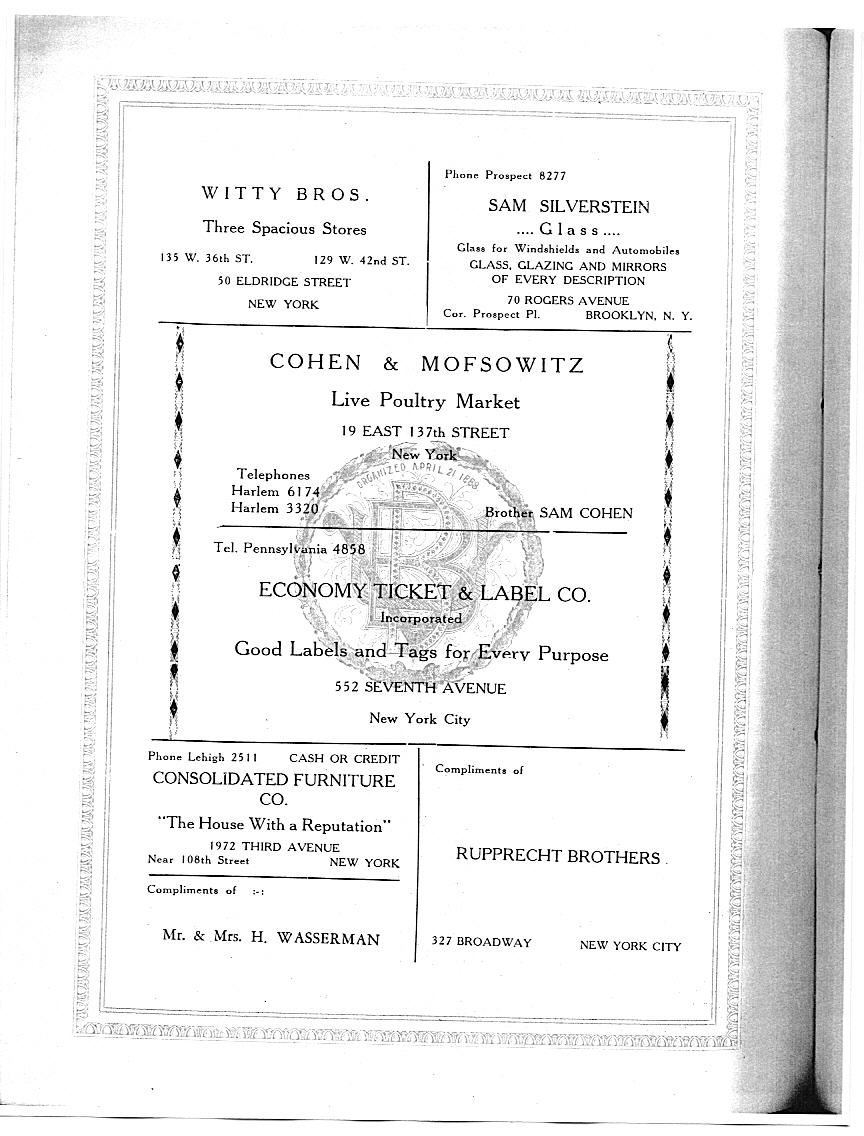 WITTY BROS.
Three Spacious Stores
135 W. 36th ST. 129 W. 42nd ST.
50 ELDRIDGE STREET
NEW YORK
Phone Prospect 8277
SAM SILVERSTEIN
....Glass....
Glass for Windshields and Automobiles
GLASS, GLAZING AND MIRRORS
OF EVERY DESCRIPTION
70 ROGERS AVENUE
Cor. Prospect Pl. BROOKLYN, N. Y.
COHEN & MOFSOWITZ
Live Poultry Market
19 EAST 137th STREET
New York
ORGANIZED APRIL 21 1889
Telephones
Harlem 6174
Harlem 3320
Brother SAM COHEN
Tel. Pennsylvania 4858
ECONOMY TICKET & LABEL CO.
Incorporated
Good Labels and Tags for Every Purpose
552 SEVENTH AVENUE
New York City
Phone Lehigh 2511 CASH OR CREDIT
CONSOLIDATED FURNITURE
CO.
"The House With a Reputation"
1972 THIRD AVENUE
Near 108th Street NEW YORK
Compliments of :-:
Mr. & Mrs. H. WASSERMAN
Compliments of
RUPPRECHT BROTHERS.
327 BROADWAY NEW YORK CITY